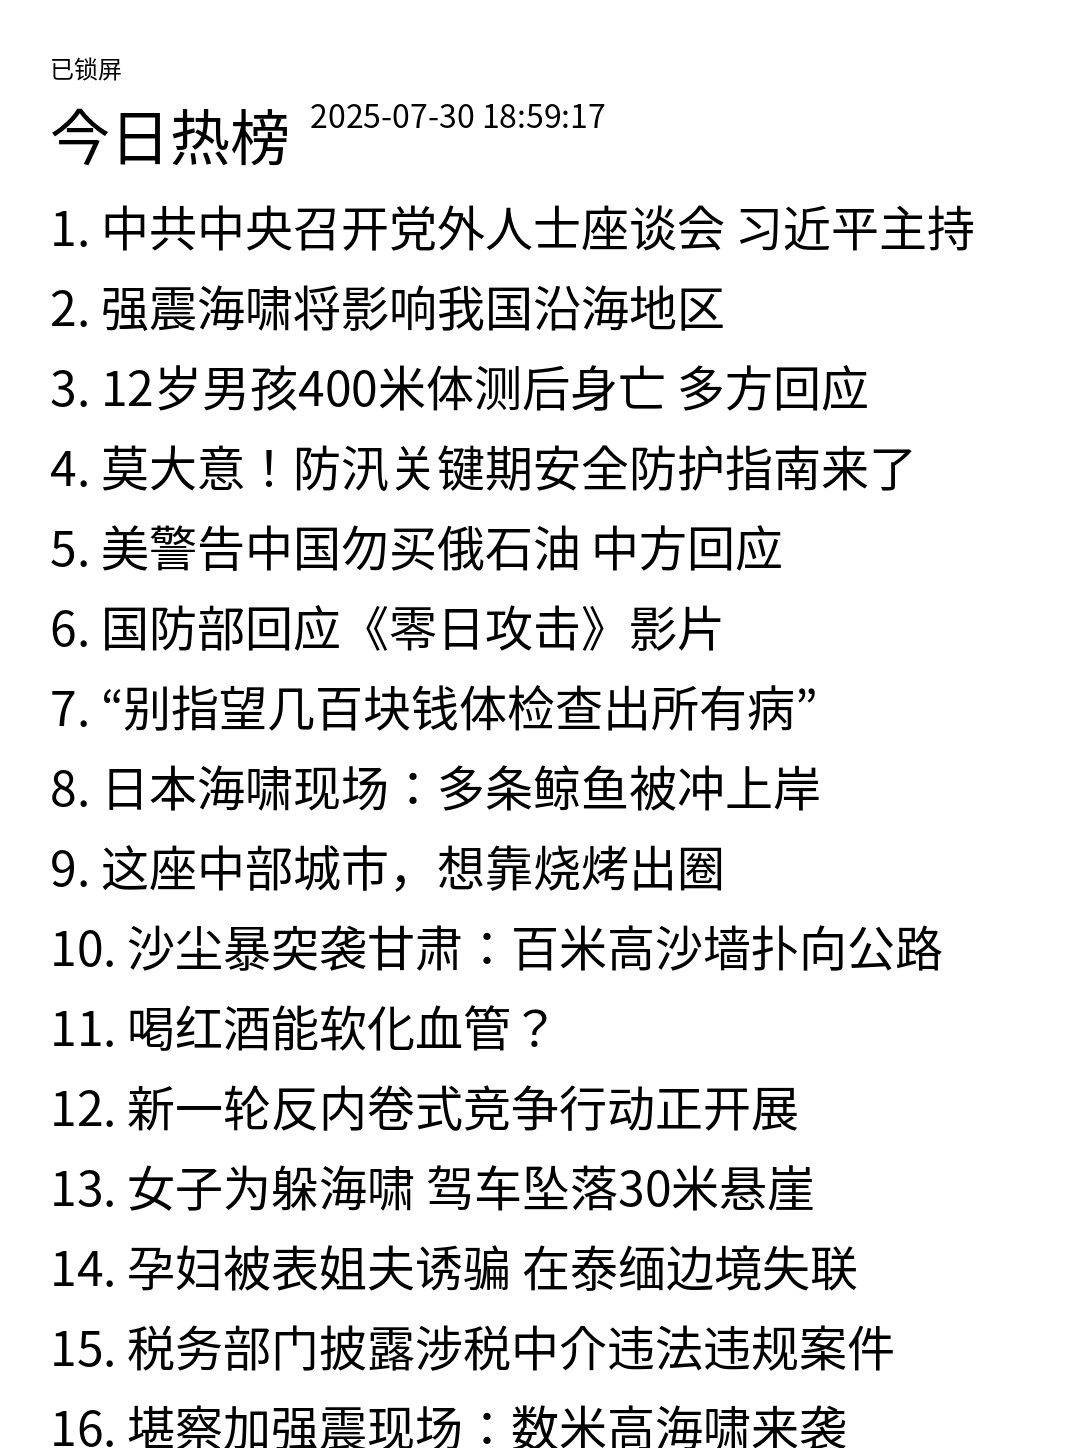 已锁屏
今日热榜 2025-07-30 18:59:17
1. 中共中央召开党外人士座谈会 习近平主持
2. 强震海啸将影响我国沿海地区
3. 12岁男孩400米体测后身亡 多方回应
4. 莫大意！防汛关键期安全防护指南来了
5. 美警告中国勿买俄石油 中方回应
6. 国防部回应《零日攻击》影片
7. “别指望几百块钱体检查出所有病”
8. 日本海啸现场：多条鲸鱼被冲上岸
9. 这座中部城市，想靠烧烤出圈
10. 沙尘暴突袭甘肃：百米高沙墙扑向公路
11. 喝红酒能软化血管？
12. 新一轮反内卷式竞争行动正开展
13. 女子为躲海啸 驾车坠落30米悬崖
14. 孕妇被表姐夫诱骗 在泰缅边境失联
15. 税务部门披露涉税中介违法违规案件
16. 堪察加强震现场：数米高海啸来袭